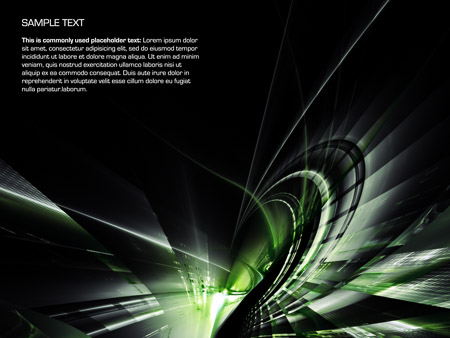 SAMPLE TEXT
This is commonly used placeholder text: Lorem ipsum dolor
sit amet, consectetur adipisicing elit, sed do eiusmod
tempor incididunt ut labore et dolore magna aliqua. Ut enim
ad minim veniam, quis nostrud exercitation ullamco laboris
nisi ut aliquip ex ea commodo consequat. Duis aute irure dolor in
reprehenderit in voluptate velit esse cillum dolore eu fugiat
nulla pariatur.laborum.